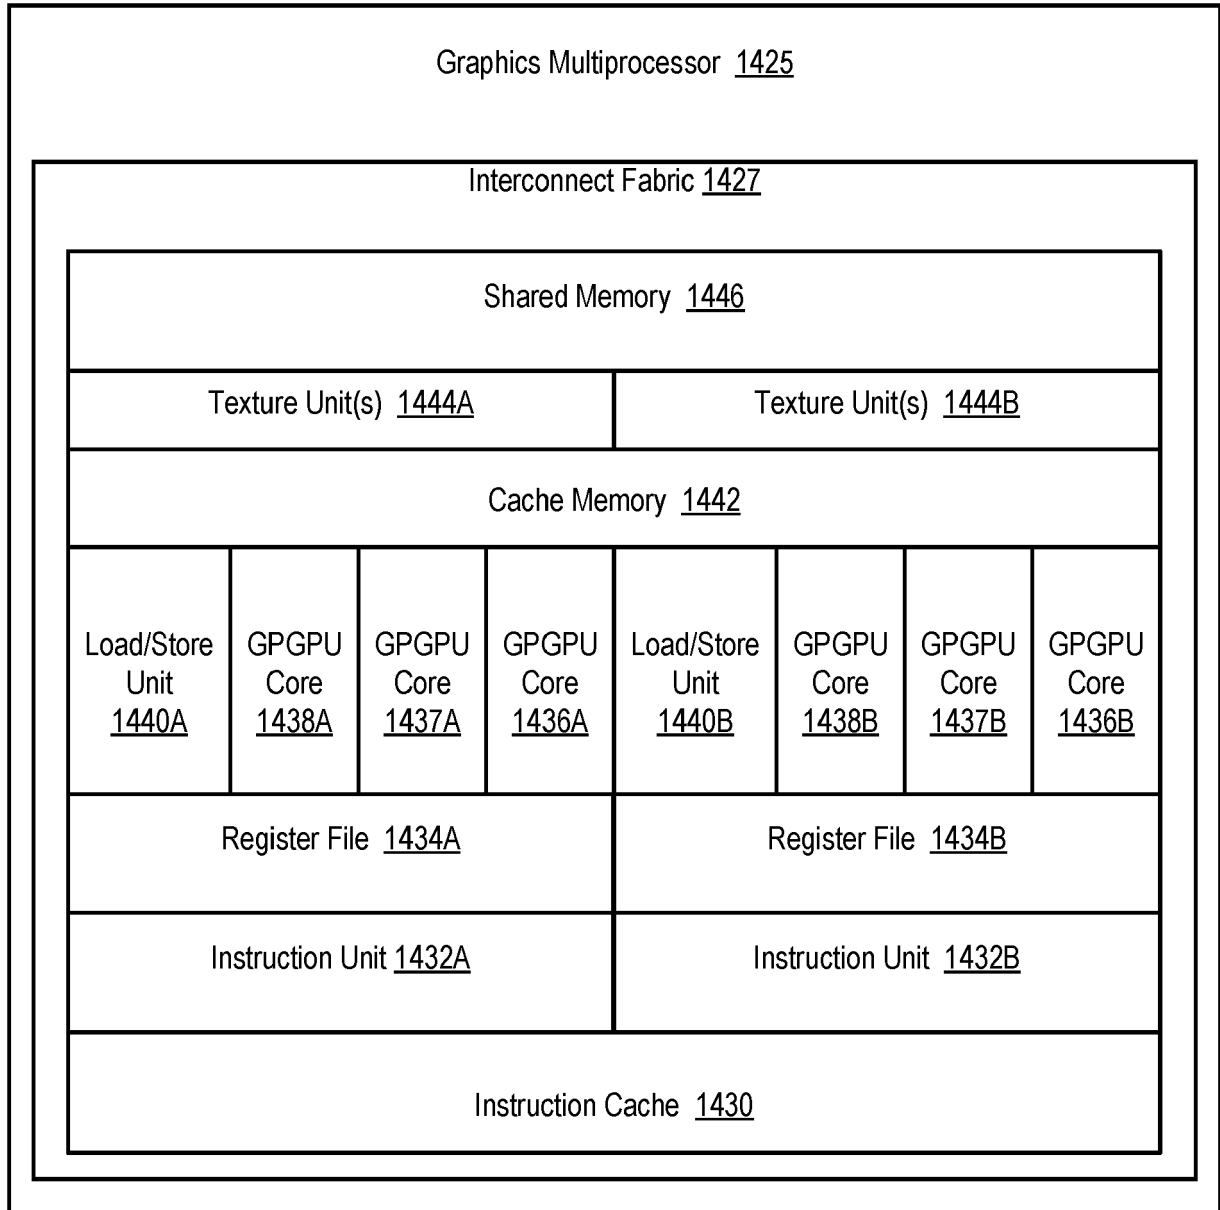 Graphics Multiprocessor 1425
Interconnect Fabric 1427
Shared Memory 1446
Texture Unit(s) 1444A
Texture Unit(s) 1444B
Cache Memory 1442
Load/Store
Unit
1440A
GPGPU
Core
1438A
GPGPU
Core
1437A
GPGPU
Core
1436A
Load/Store
Unit
1440B
GPGPU
Core
1438B
GPGPU
Core
1437B
GPGPU
Core
1436B
Register File 1434A
Register File 1434B
Instruction Unit 1432A
Instruction Unit 1432B
Instruction Cache 1430